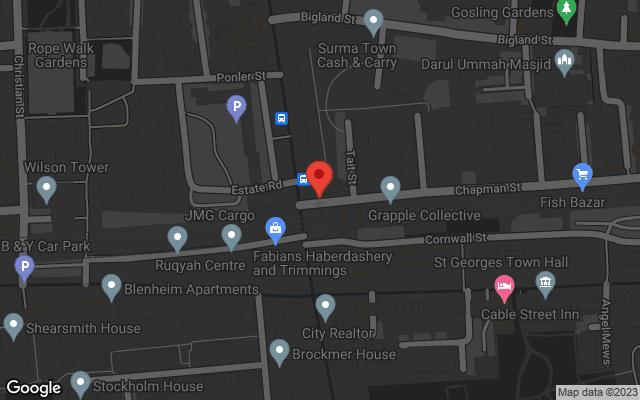 Bigland St
Gosling Gardens
Bigland St
Christian St
Rope Walk
Gardens
Surma Town
Cash & Carry
Darul Ummah Masjid
Ponler St
P
Wilson Tower
Estate Rd
Tait St
Chapman St
JMG Cargo
Grapple Collective
Fish Bazar
Cornwall St
B & Y Car Park
P
Ruqyah Centre
Fabians Haberdashery
and Trimmings
St Georges Town Hall
Blenheim Apartments
Cable Street Inn
Angel Mews
Shearsmith House
City Realtor
Brockmer House
Stockholm House
Google
Map data ©2023